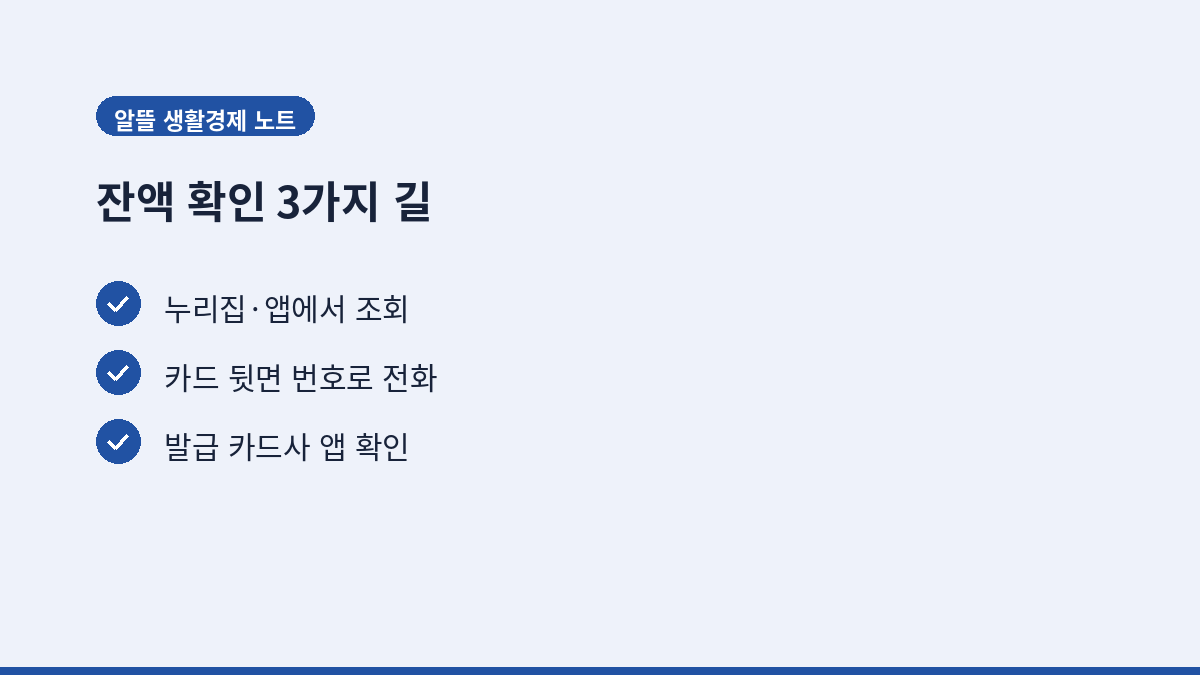 알뜰 생활경제 노트
잔액 확인 3가지 길
누리집·앱에서 조회
카드 뒷면 번호로 전화
발급 카드사 앱 확인